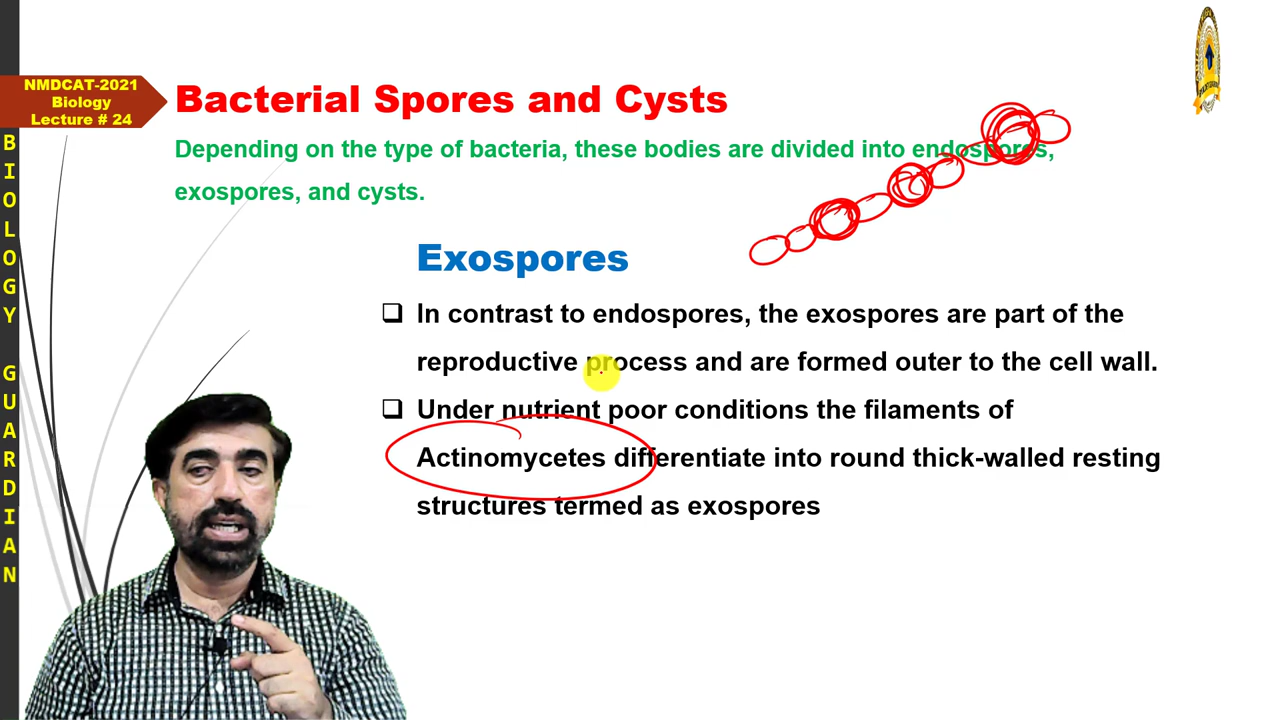 NMDCAT-2021
Biology
Lecture # 24
BIOLOGY GUARDIAN
Bacterial Spores and Cysts
Depending on the type of bacteria, these bodies are divided into endospores,
exospores, and cysts.
Exospores
❑ In contrast to endospores, the exospores are part of the
reproductive process and are formed outer to the cell wall.
❑ Under nutrient poor conditions the filaments of
Actinomycetes differentiate into round thick-walled resting
structures termed as exospores